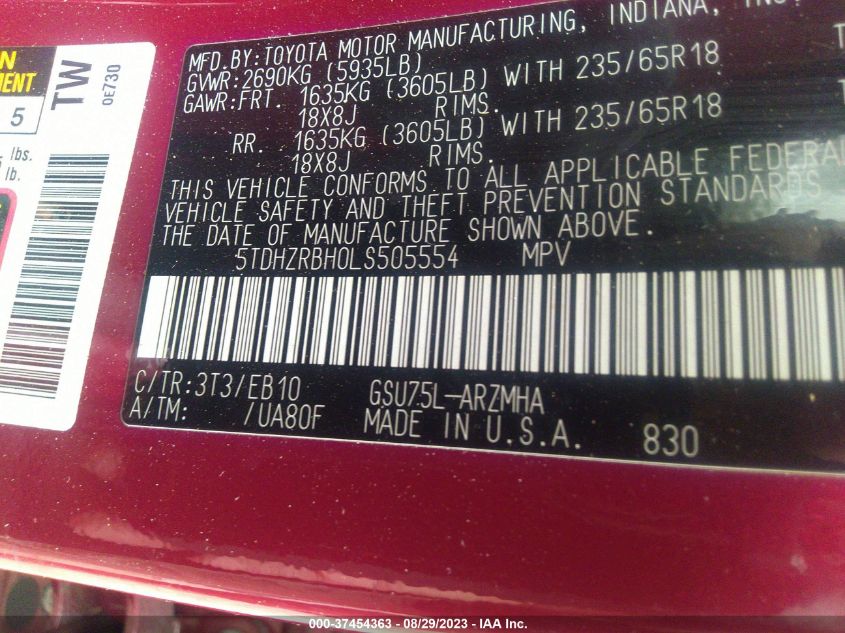 N
MENT
5
lbs.
lb.
TW
0E730
MFD.BY:TOYOTA MOTOR MANUFACTURING, INDIANA, INC.
GVWR:2690KG (5935LB)
GAWR:FRT. 1635KG (3605LB) WITH 235/65R18
18X8J RIMS.
RR. 1635KG (3605LB) WITH 235/65R18
18X8J RIMS.
THIS VEHICLE CONFORMS TO ALL APPLICABLE FEDERAL
VEHICLE SAFETY AND THEFT PREVENTION STANDARDS
THE DATE OF MANUFACTURE SHOWN ABOVE.
5TDHZRBH0LS505554 MPV
C/TR:3T3/EB10 GSU75L-ARZMHA
A/TM: /UA80F MADE IN U.S.A. 830
000-37454363 - 08/29/2023 - IAA Inc.